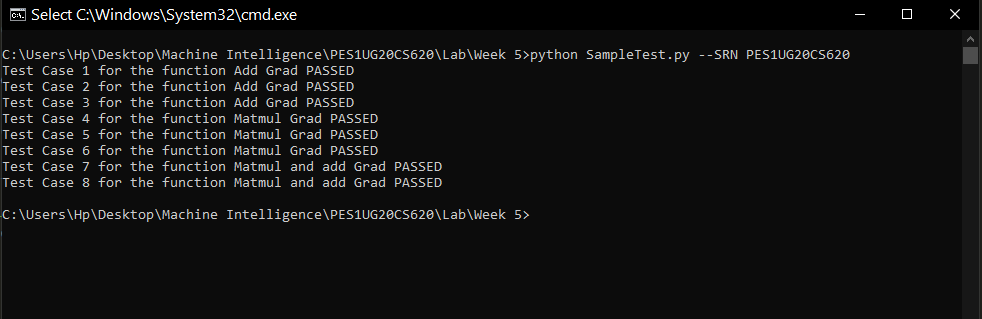 Select C:\Windows\System32\cmd.exe
C:\Users\Hp\Desktop\Machine Intelligence\PES1UG20CS620\Lab\Week 5>python SampleTest.py --SRN PES1UG20CS620
Test Case 1 for the function Add Grad PASSED
Test Case 2 for the function Add Grad PASSED
Test Case 3 for the function Add Grad PASSED
Test Case 4 for the function Matmul Grad PASSED
Test Case 5 for the function Matmul Grad PASSED
Test Case 6 for the function Matmul Grad PASSED
Test Case 7 for the function Matmul and add Grad PASSED
Test Case 8 for the function Matmul and add Grad PASSED
C:\Users\Hp\Desktop\Machine Intelligence\PES1UG20CS620\Lab\Week 5>